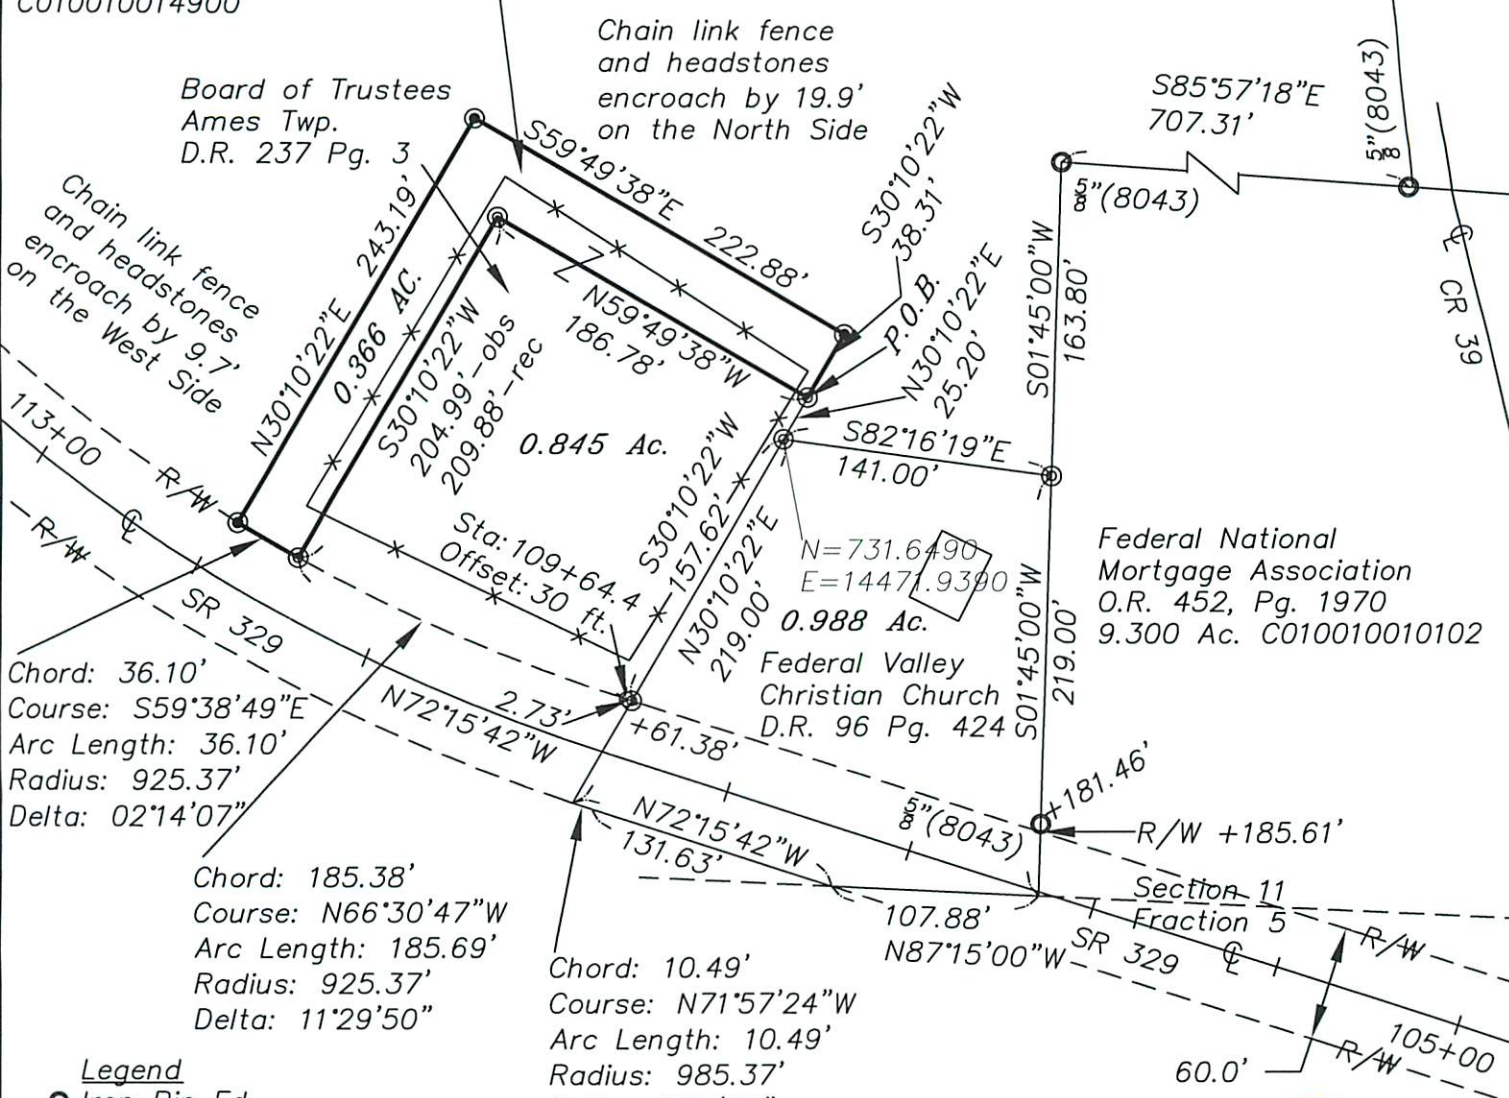 C010010014900
Chain link fence
and headstones
encroach by 19.9'
on the North Side
Board of Trustees
Ames Twp.
D.R. 237 Pg. 3
S85°57'18"E
707.31'
5/8"(8043)
5/8"(8043)
℄ CR 39
Chain link fence
and headstones
encroach by 9.7'
on the West Side
S59°49'38"E
222.88'
S30°10'22"W
38.31'
P.O.B.
N30°10'22"E
25.20'
S01°45'00"W
163.80'
N30°10'22"E
243.19'
0.366 AC.
S30°10'22"W
204.99'-obs
209.88'-rec
N59°49'38"W
186.78'
0.845 Ac.
S82°16'19"E
141.00'
S30°10'22"W
157.62'
N30°10'22"E
219.00'
N=731.6490
E=14471.9390
0.988 Ac.
Federal Valley
Christian Church
D.R. 96 Pg. 424
S01°45'00"W
219.00'
Federal National
Mortgage Association
O.R. 452, Pg. 1970
9.300 Ac. C010010010102
113+00
R/W
℄
R/W
SR 329
Sta: 109+64.4
Offset: 30 ft.
2.73'
+61.38'
N72°15'42"W
N72°15'42"W
131.63'
5/8"(8043)
+181.46'
R/W +185.61'
Section 11
Fraction 5
107.88'
N87°15'00"W
SR 329
℄
R/W
R/W
105+00
60.0'
Chord: 36.10'
Course: S59°38'49"E
Arc Length: 36.10'
Radius: 925.37'
Delta: 02°14'07"
Chord: 185.38'
Course: N66°30'47"W
Arc Length: 185.69'
Radius: 925.37'
Delta: 11°29'50"
Chord: 10.49'
Course: N71°57'24"W
Arc Length: 10.49'
Radius: 985.37'
Legend
Iron Pin Fd.